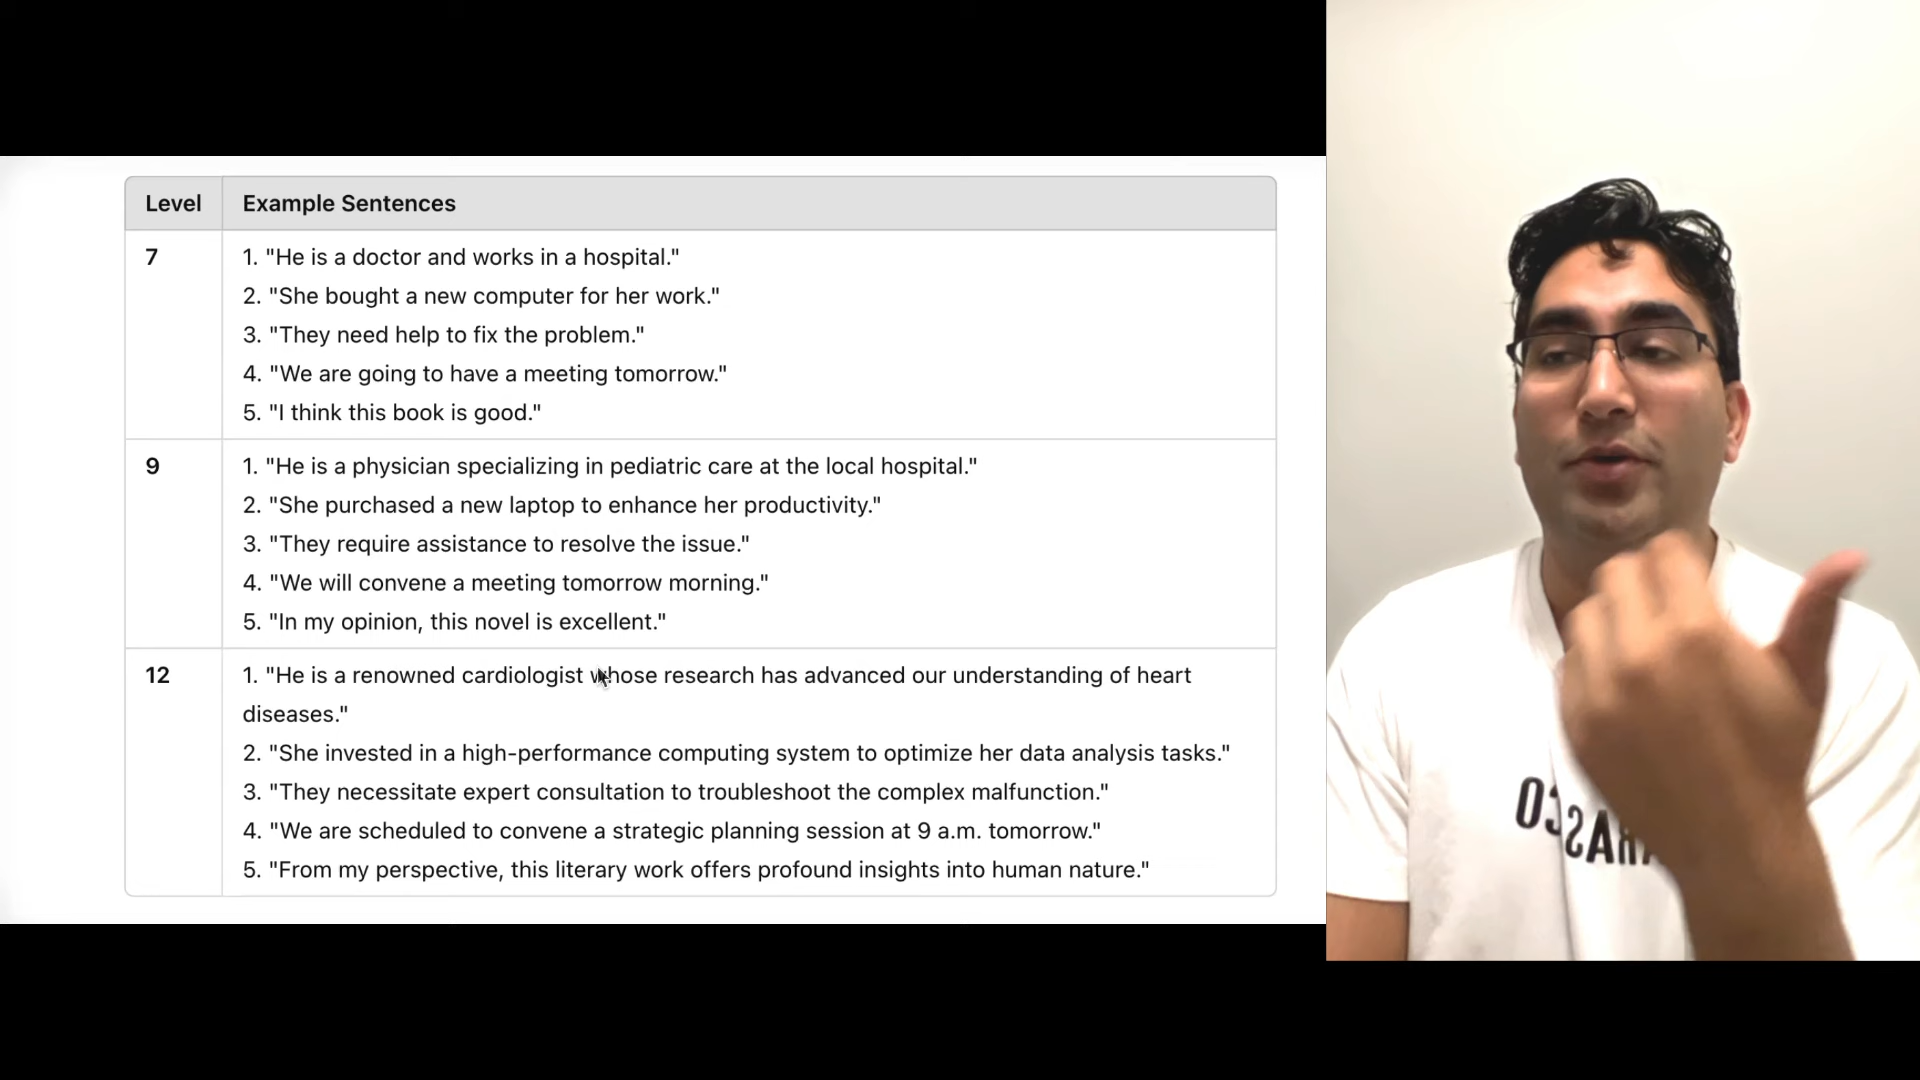 Level Example Sentences
7 1. "He is a doctor and works in a hospital."
2. "She bought a new computer for her work."
3. "They need help to fix the problem."
4. "We are going to have a meeting tomorrow."
5. "I think this book is good."
9 1. "He is a physician specializing in pediatric care at the local hospital."
2. "She purchased a new laptop to enhance her productivity."
3. "They require assistance to resolve the issue."
4. "We will convene a meeting tomorrow morning."
5. "In my opinion, this novel is excellent."
12 1. "He is a renowned cardiologist whose research has advanced our understanding of heart
diseases."
2. "She invested in a high-performance computing system to optimize her data analysis tasks."
3. "They necessitate expert consultation to troubleshoot the complex malfunction."
4. "We are scheduled to convene a strategic planning session at 9 a.m. tomorrow."
5. "From my perspective, this literary work offers profound insights into human nature."